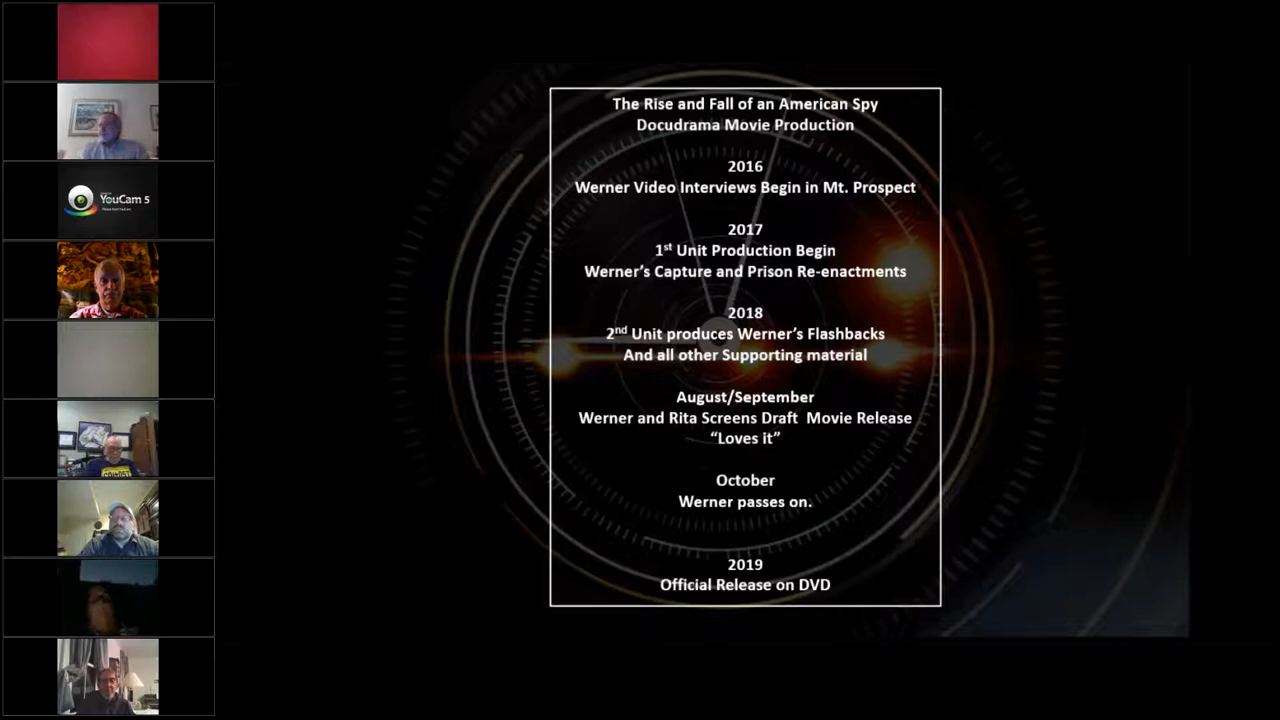 YouCam 5
The Rise and Fall of an American Spy
Docudrama Movie Production
2016
Werner Video Interviews Begin in Mt. Prospect
2017
1st Unit Production Begin
Werner's Capture and Prison Re-enactments
2018
2nd Unit produces Werner's Flashbacks
And all other Supporting material
August/September
Werner and Rita Screens Draft  Movie Release
“Loves it”
October
Werner passes on.
2019
Official Release on DVD